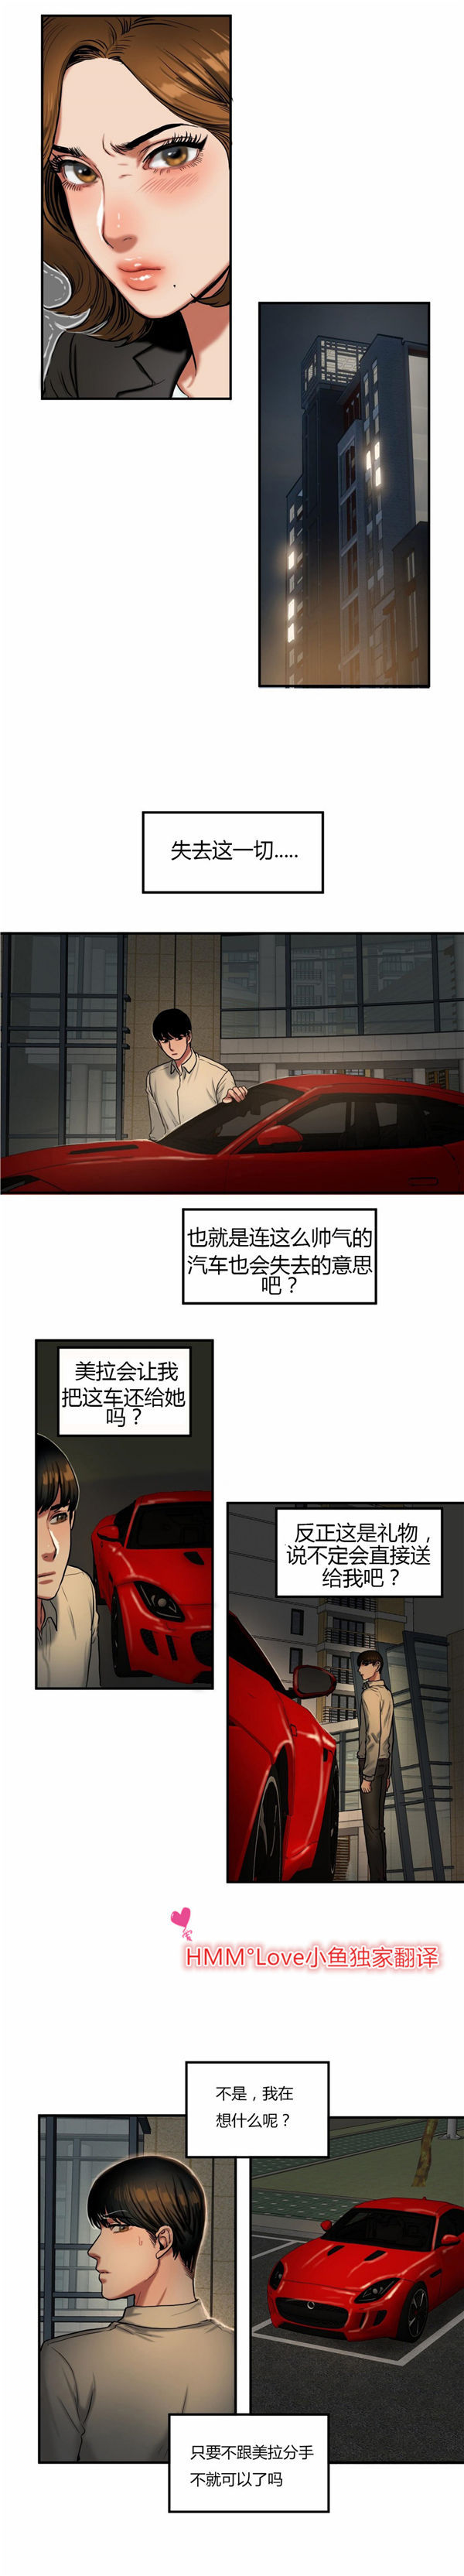 失去这一切.....
也就是连这么帅气的
汽车也会失去的意思
吧？
美拉会让我
把这车还给她
吗？
反正这是礼物，
说不定会直接送
给我吧？
HMM°Love小鱼独家翻译
不是，我在
想什么呢？
只要不跟美拉分手
不就可以了吗